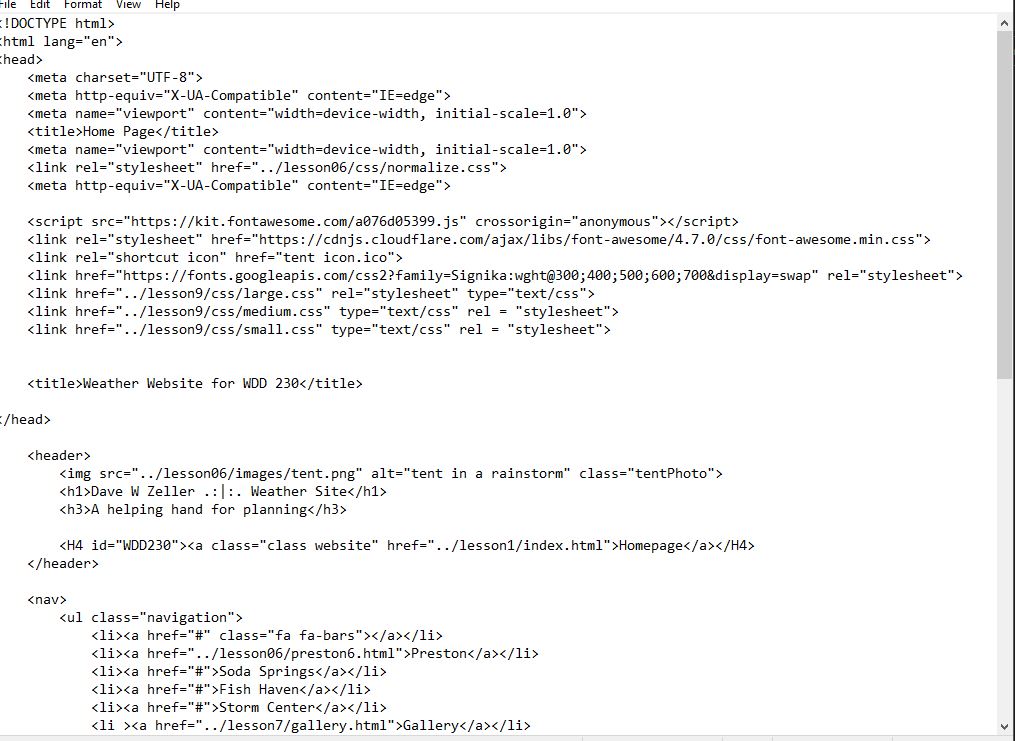 File Edit Format View Help
<!DOCTYPE html>
<html lang="en">
<head>
    <meta charset="UTF-8">
    <meta http-equiv="X-UA-Compatible" content="IE=edge">
    <meta name="viewport" content="width=device-width, initial-scale=1.0">
    <title>Home Page</title>
    <meta name="viewport" content="width=device-width, initial-scale=1.0">
    <link rel="stylesheet" href="../lesson06/css/normalize.css">
    <meta http-equiv="X-UA-Compatible" content="IE=edge">
    <script src="https://kit.fontawesome.com/a076d05399.js" crossorigin="anonymous"></script>
    <link rel="stylesheet" href="https://cdnjs.cloudflare.com/ajax/libs/font-awesome/4.7.0/css/font-awesome.min.css">
    <link rel="shortcut icon" href="tent icon.ico">
    <link href="https://fonts.googleapis.com/css2?family=Signika:wght@300;400;500;600;700&display=swap" rel="stylesheet">
    <link href="../lesson9/css/large.css" rel="stylesheet" type="text/css">
    <link href="../lesson9/css/medium.css" type="text/css" rel = "stylesheet">
    <link href="../lesson9/css/small.css" type="text/css" rel = "stylesheet">
    <title>Weather Website for WDD 230</title>
</head>
    <header>
        <img src="../lesson06/images/tent.png" alt="tent in a rainstorm" class="tentPhoto">
        <h1>Dave W Zeller .:|:. Weather Site</h1>
        <h3>A helping hand for planning</h3>
        <H4 id="WDD230"><a class="class website" href="../lesson1/index.html">Homepage</a></H4>
    </header>
    <nav>
        <ul class="navigation">
            <li><a href="#" class="fa fa-bars"></a></li>
            <li><a href="../lesson06/preston6.html">Preston</a></li>
            <li><a href="#">Soda Springs</a></li>
            <li><a href="#">Fish Haven</a></li>
            <li><a href="#">Storm Center</a></li>
            <li ><a href="../lesson7/gallery.html">Gallery</a></li>